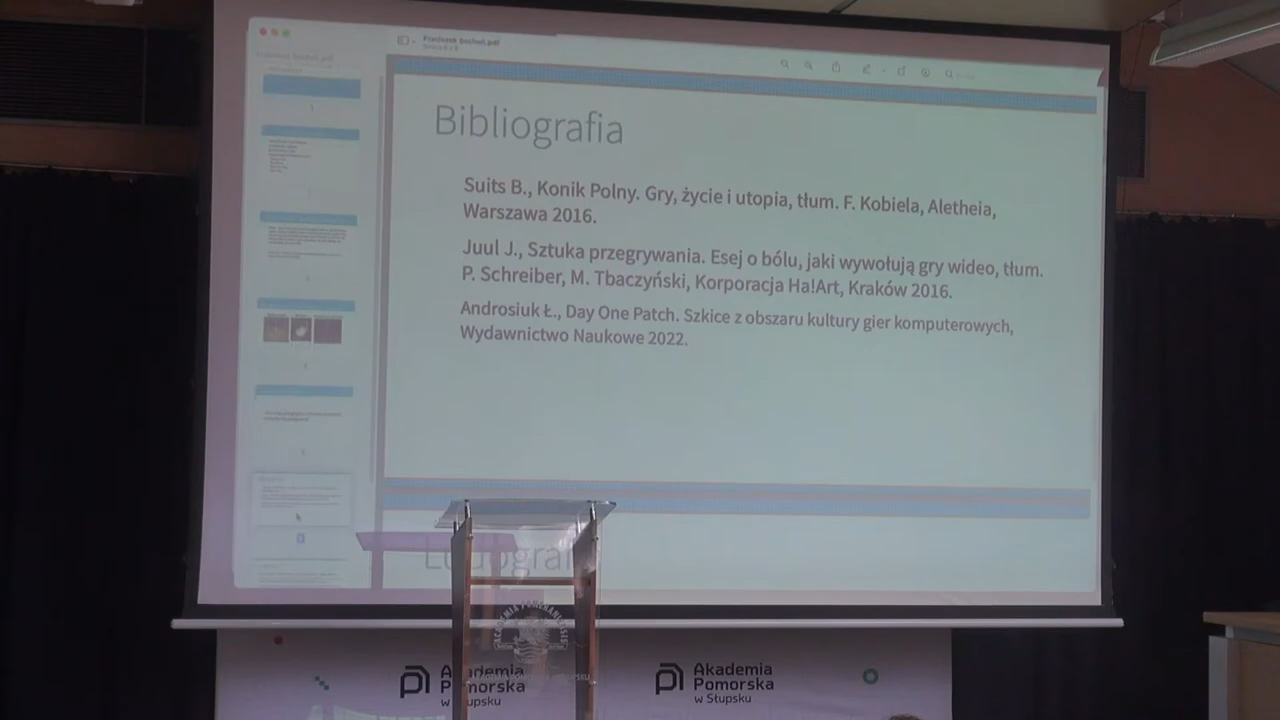 Franiszek_bochel.pdf
Bibliografia
Suits B., Konik Polny. Gry, życie i utopia, tłum. F. Kobiela, Aletheia,
Warszawa 2016.
Juul J., Sztuka przegrywania. Esej o bólu, jaki wywołują gry wideo, tłum.
P. Schreiber, M. Tbaczyński, Korporacja Ha!Art, Kraków 2016.
Androsiuk Ł., Day One Patch. Szkice z obszaru kultury gier komputerowych,
Wydawnictwo Naukowe 2022.
Akademia
Pomorska
w Słupsku
Akademia
Pomorska
w Słupsku